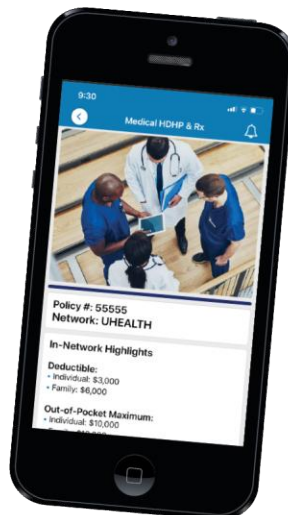 9:30
Medical HDHP & Rx
Policy #: 55555
Network: UHEALTH
In-Network Highlights
Deductible:
• Individual: $3,000
• Family: $6,000
Out-of-Pocket Maximum:
• Individual: $10,000